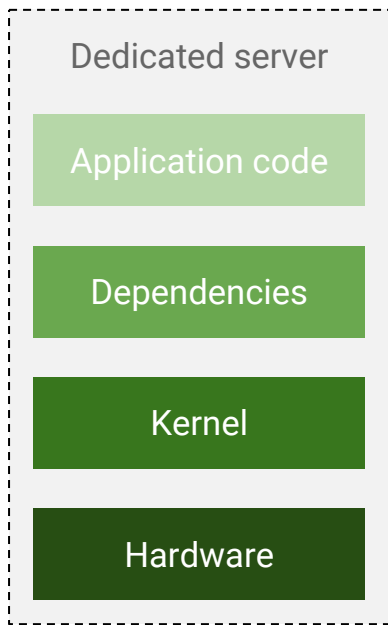 Dedicated server
Application code
Dependencies
Kernel
Hardware